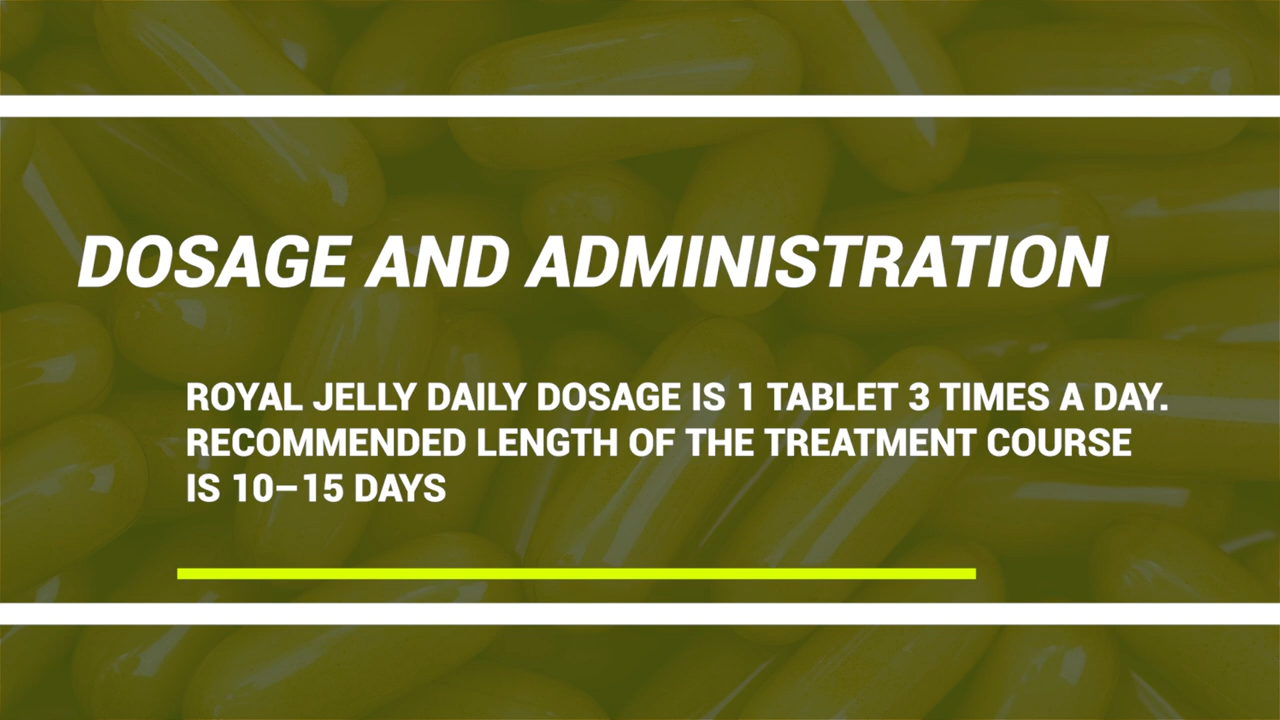 DOSAGE AND ADMINISTRATION
ROYAL JELLY DAILY DOSAGE IS 1 TABLET 3 TIMES A DAY.
RECOMMENDED LENGTH OF THE TREATMENT COURSE
IS 10–15 DAYS